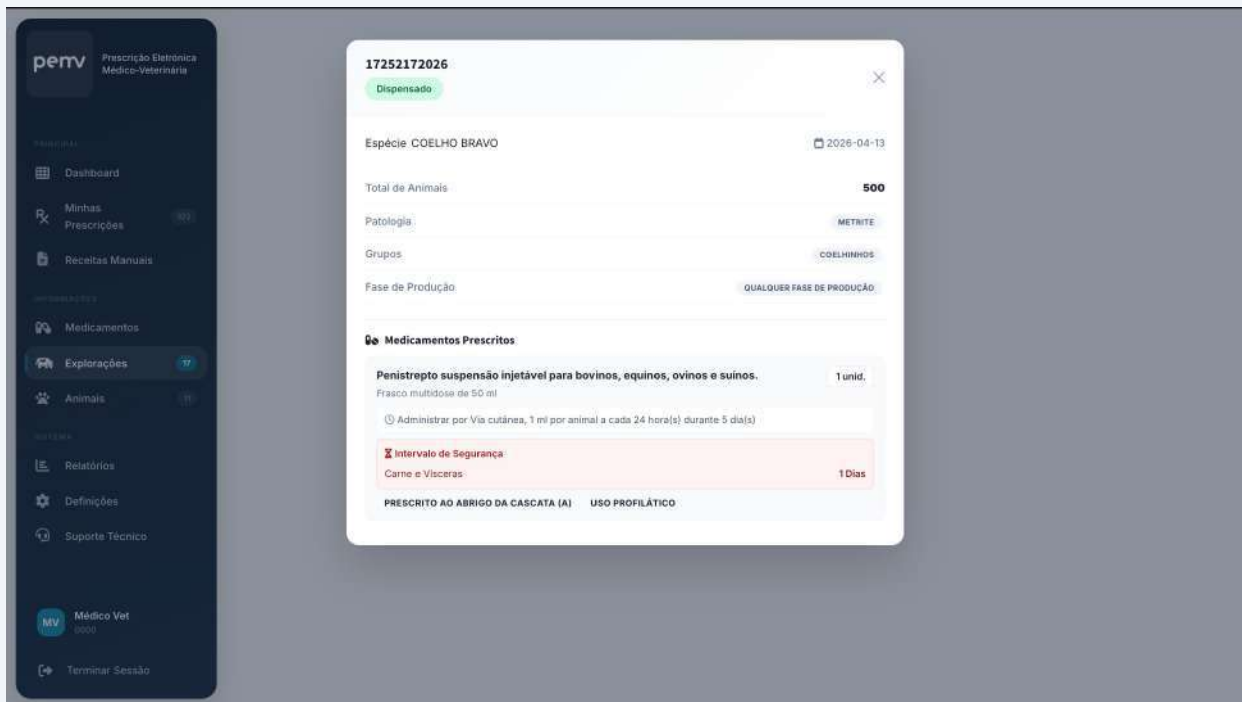 pemv
Prescrição Eletrónica
Médico-Veterinária
Dashboard
Minhas
Prescrições
Receitas Manuais
Medicamentos
Explorações 17
Animais
Relatórios
Definições
Suporte Técnico
MV Médico Vet
0000
Terminar Sessão
17252172026
Dispensado
Espécie COELHO BRAVO 2026-04-13
Total de Animais 500
Patologia METRITE
Grupos COELHINHOS
Fase de Produção QUALQUER FASE DE PRODUÇÃO
Medicamentos Prescritos
Penistrepto suspensão injetável para bovinos, equinos, ovinos e suínos. 1 unid.
Frasco multidose de 50 ml
Administrar por Via cutânea, 1 ml por animal a cada 24 hora(s) durante 5 dia(s)
Intervalo de Segurança
Carne e Vísceras 1 Dias
PRESCRITO AO ABRIGO DA CASCATA (A) USO PROFILÁTICO